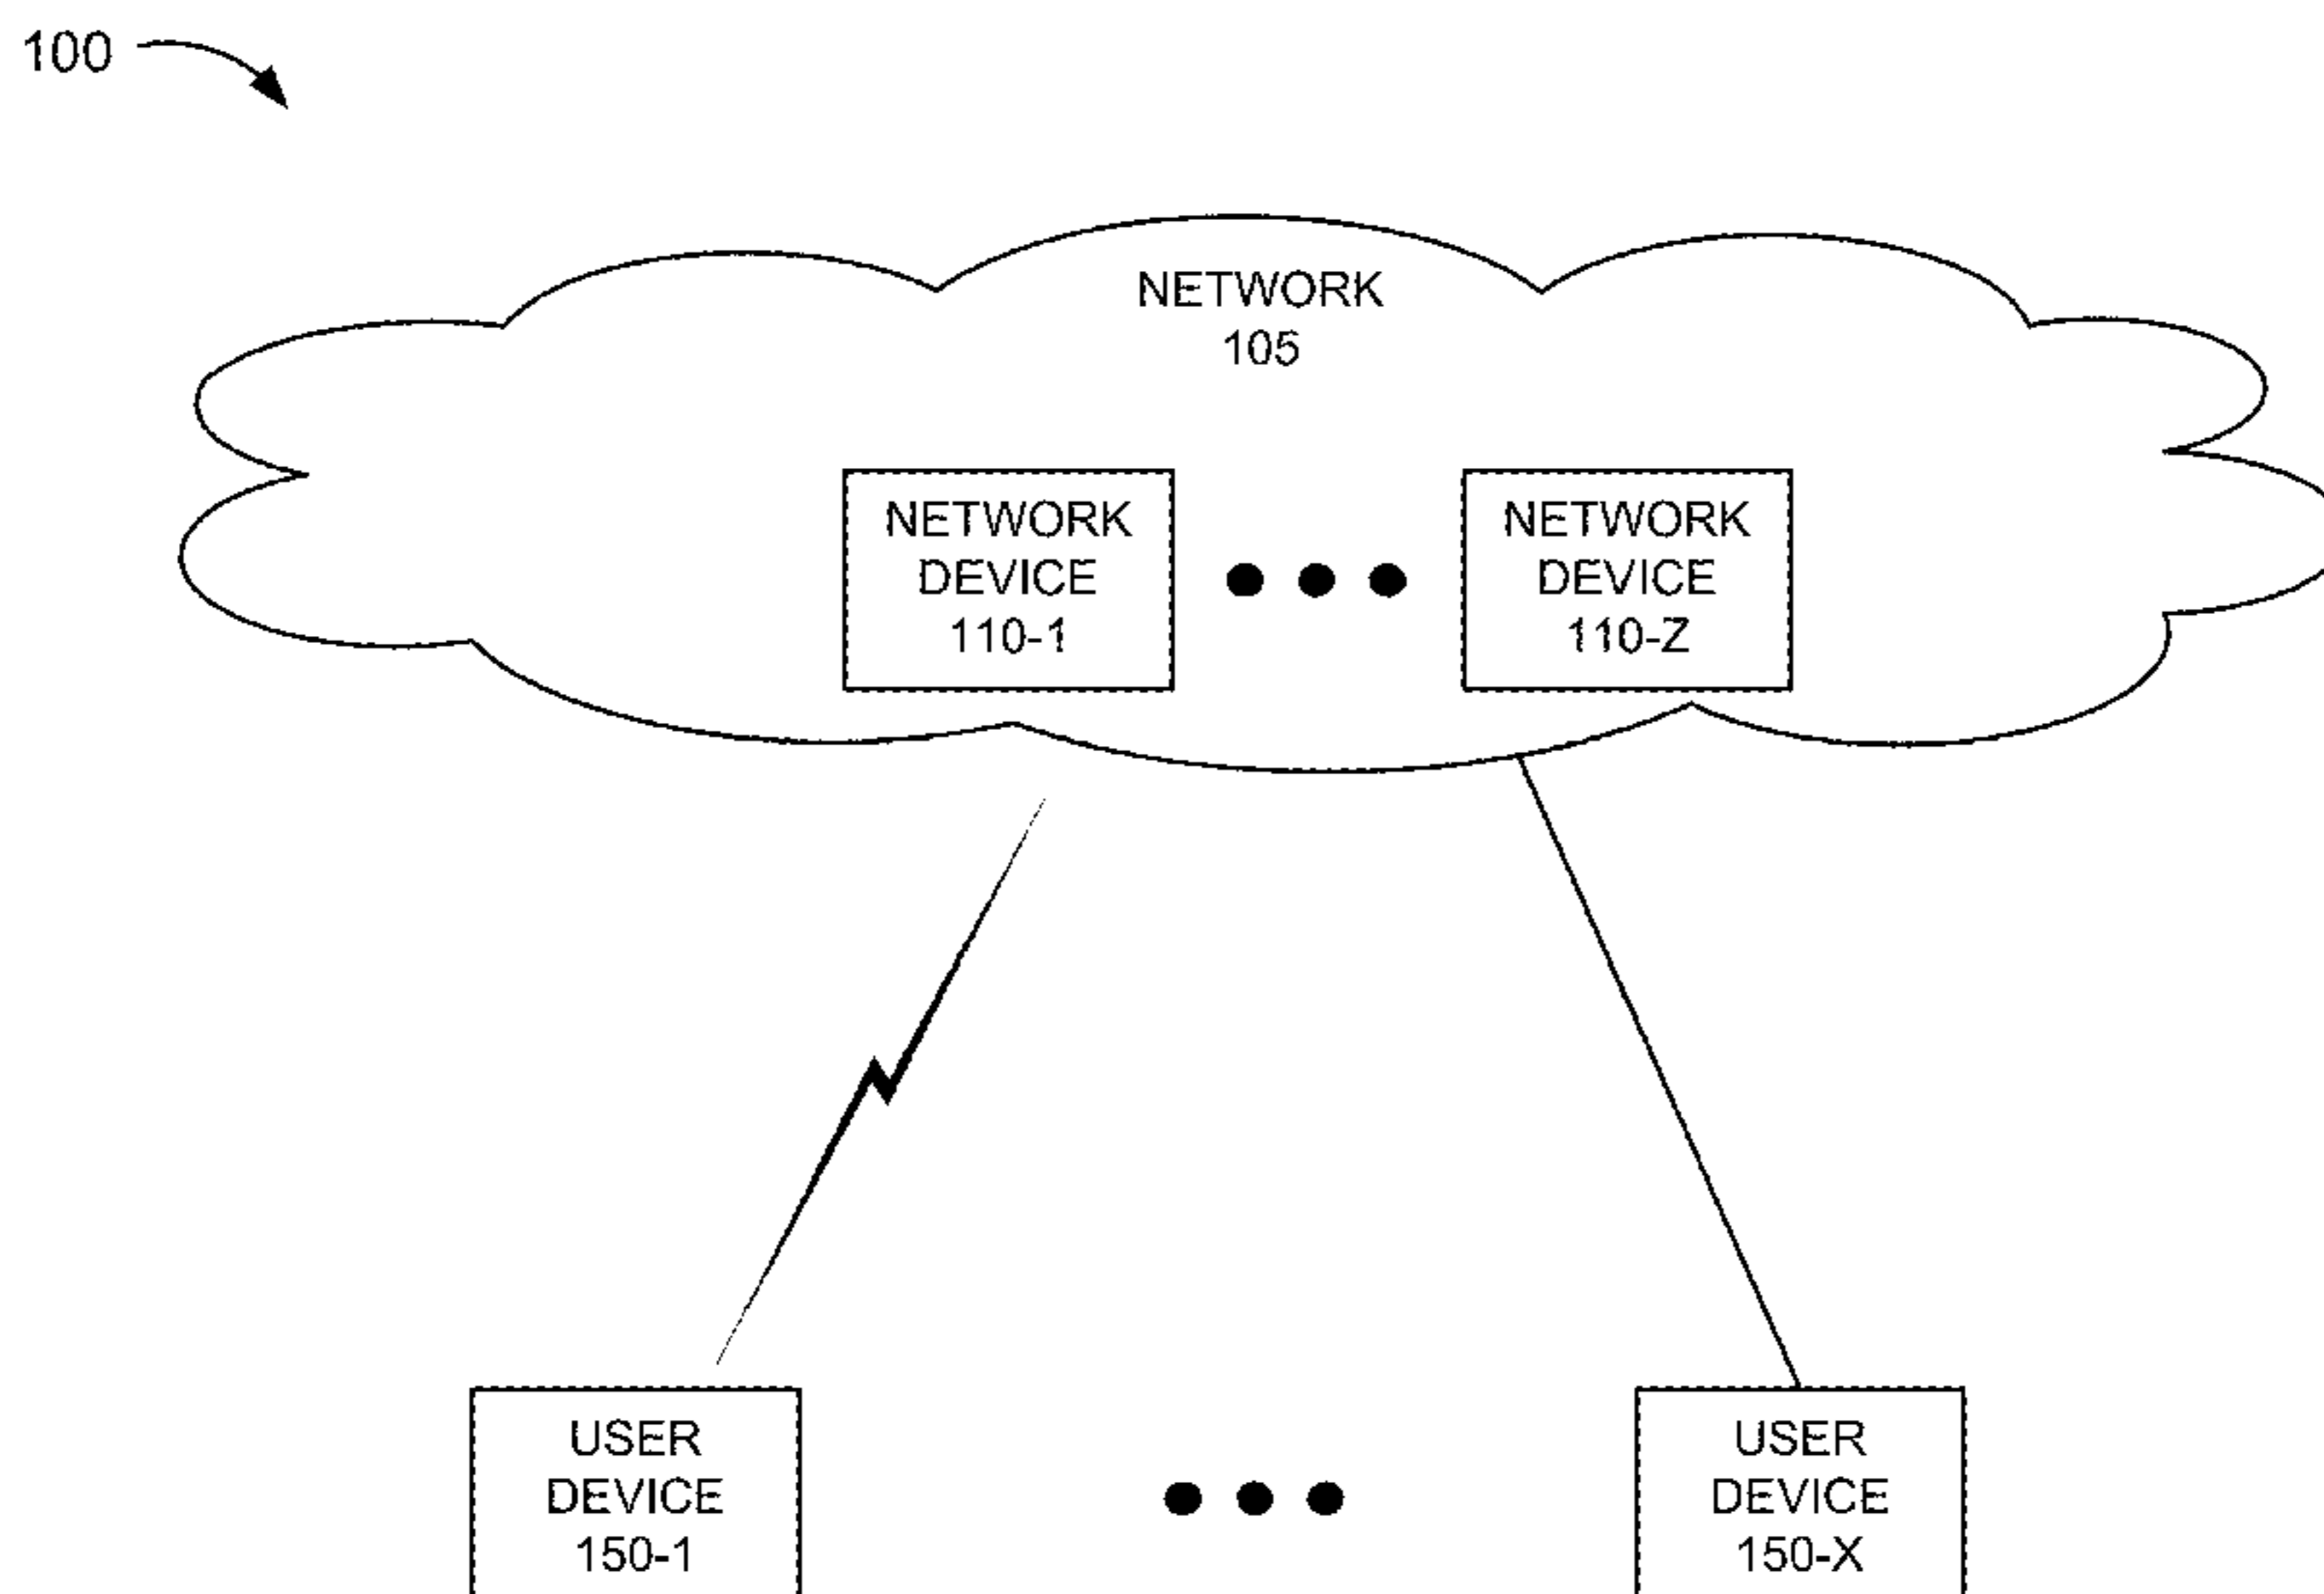 100
NETWORK
105
NETWORK
DEVICE
110-1
NETWORK
DEVICE
110-Z
USER
DEVICE
150-1
USER
DEVICE
150-X